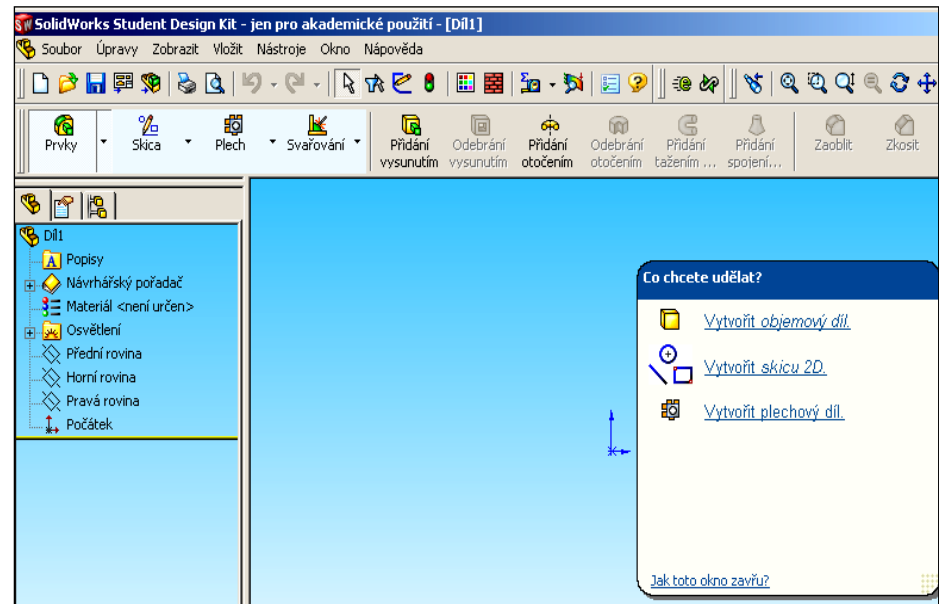 SolidWorks Student Design Kit - jen pro akademické použití - [Díl1]
Soubor Úpravy Zobrazit Vložit Nástroje Okno Nápověda
Prvky Skica Plech Svařování Přidání vysunutím Odebrání vysunutím Přidání otočením Odebrání otočením Přidání tažením ... Přidání spojení... Zaoblit Zkosit
Díl1
Popisy
Návrhářský pořadač
Materiál <není určen>
Osvětlení
Přední rovina
Horní rovina
Pravá rovina
Počátek
Co chcete udělat?
Vytvořit objemový díl.
Vytvořit skicu 2D.
Vytvořit plechový díl.
Jak toto okno zavřu?